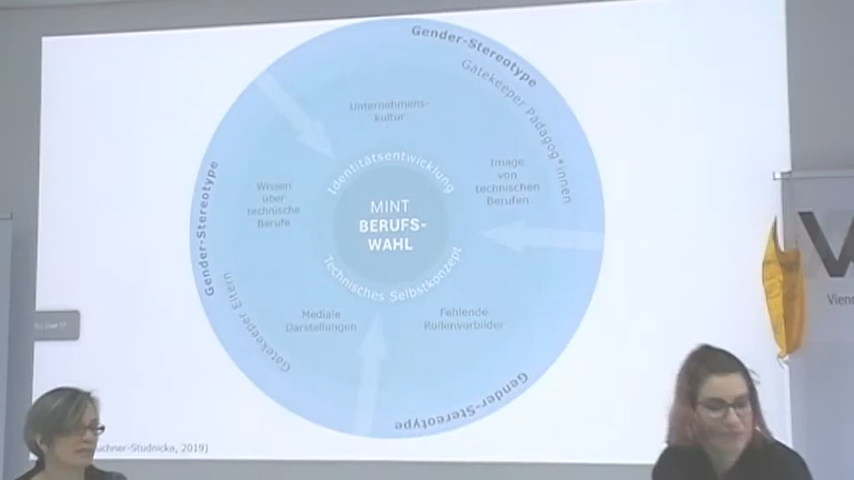 Gender-Stereotype
Gatekeeper Pädagog*innen
Unternehmens-
kultur
Identitätsentwicklung
Image
von
technischen
Berufen
Wissen
über
technische
Berufe
MINT
BERUFS-
WAHL
Gender-Stereotype
Technisches Selbstkonzept
Gatekeeper Eltern
Mediale
Darstellungen
Fehlende
Rollenvorbilder
Gender-Stereotype
uchner-Studnicka, 2019)
W
Vienn